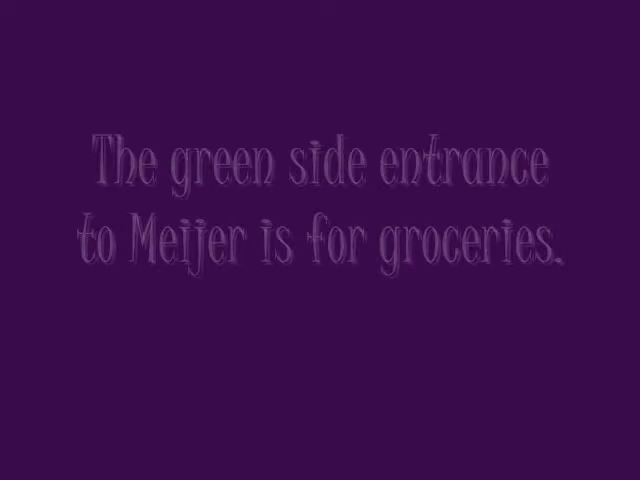 The green side entrance
to Meijer is for groceries.